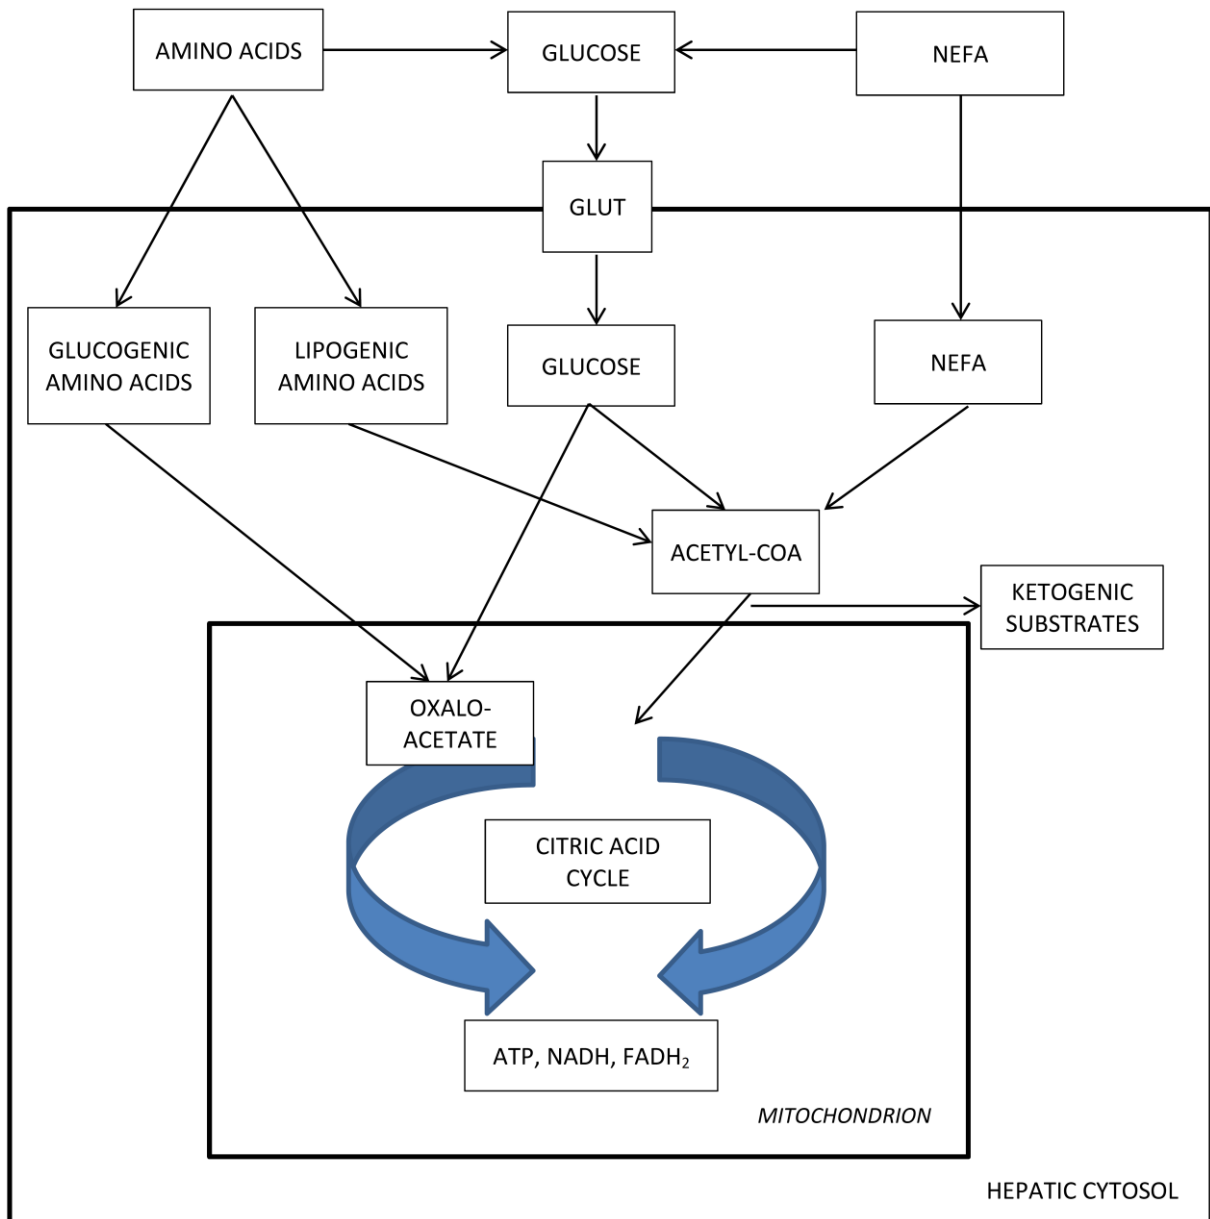 AMINO ACIDS
GLUCOSE
NEFA
GLUT
GLUCOGENIC
AMINO ACIDS
LIPOGENIC
AMINO ACIDS
GLUCOSE
NEFA
ACETYL-COA
KETOGENIC
SUBSTRATES
OXALO-
ACETATE
CITRIC ACID
CYCLE
ATP, NADH, FADH₂
MITOCHONDRION
HEPATIC CYTOSOL